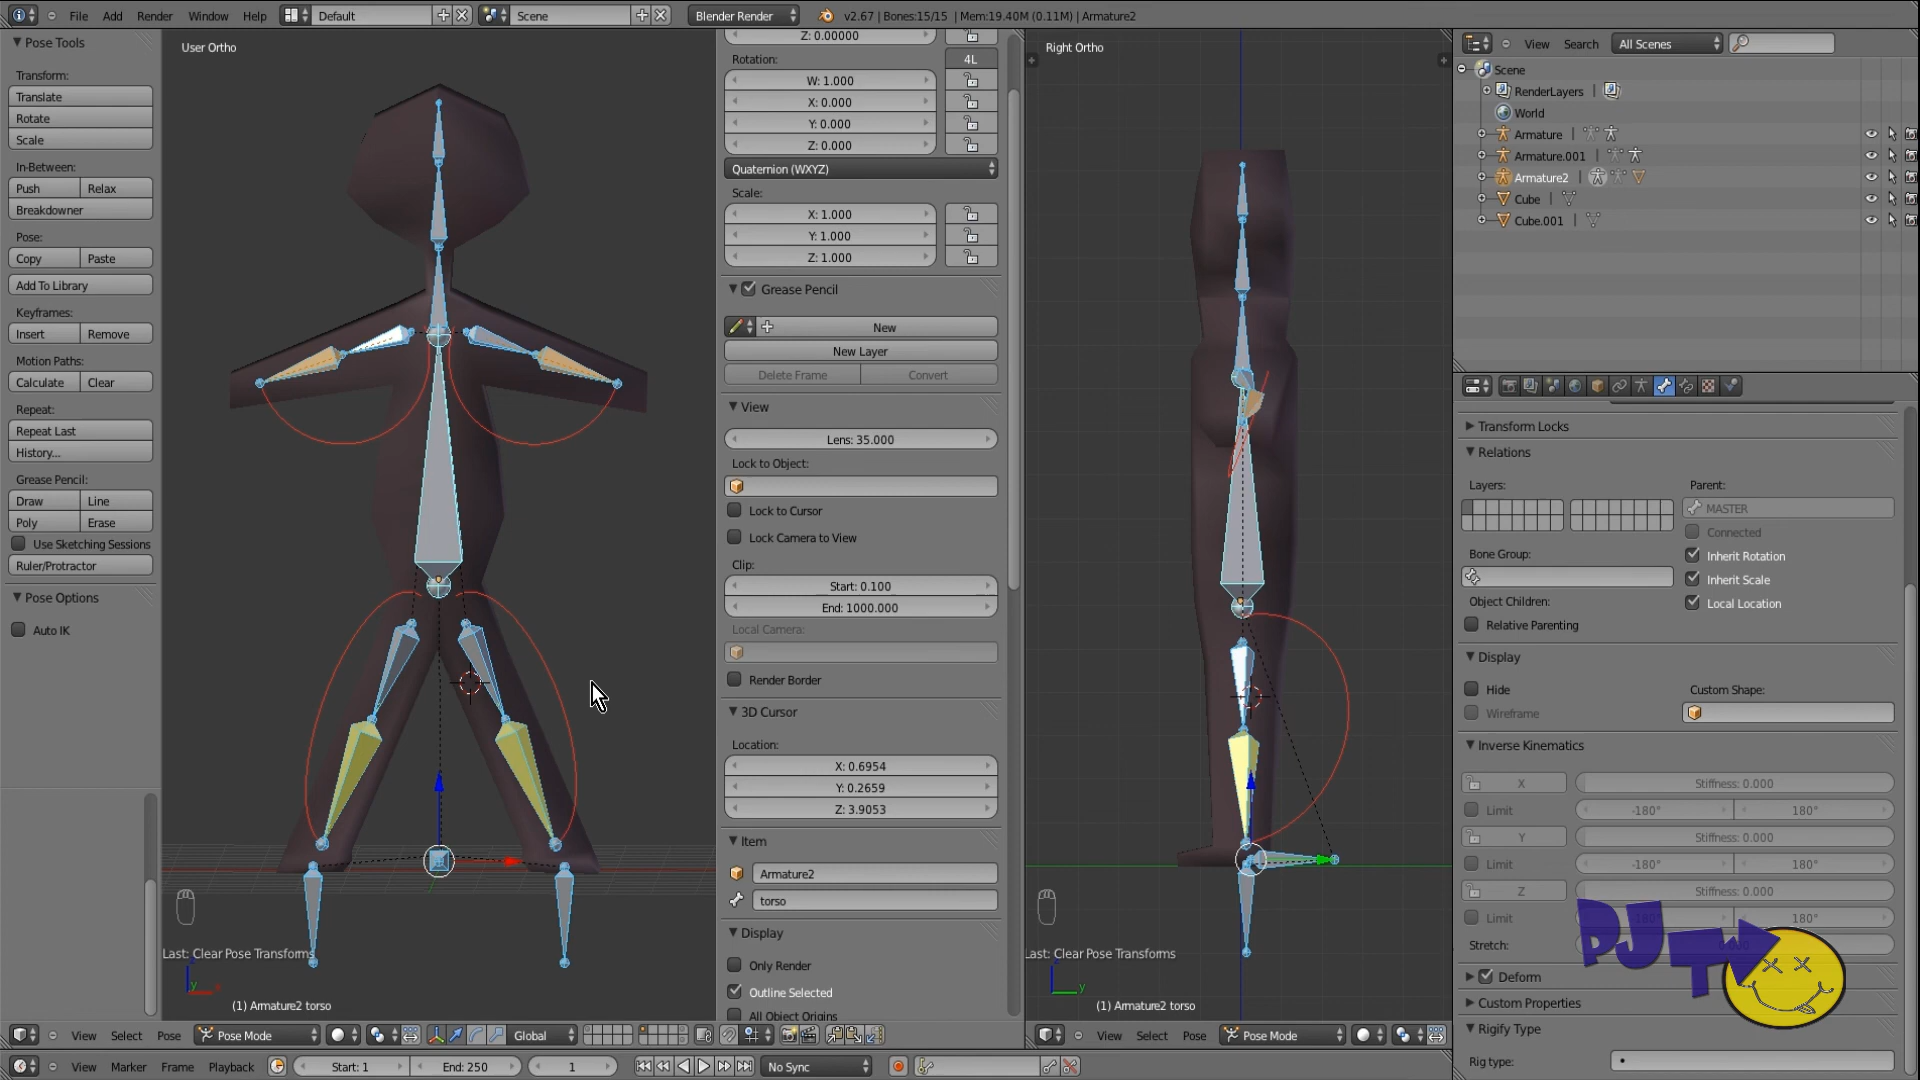 File Add Render Window Help Default Scene Blender Render v2.67 | Bones:15/15 | Mem:19.40M (0.11M) | Armature2
Pose Tools
Transform:
Translate
Rotate
Scale
In-Between:
Push Relax
Breakdowner
Pose:
Copy Paste
Add To Library
Keyframes:
Insert Remove
Motion Paths:
Calculate Clear
Repeat:
Repeat Last
History...
Grease Pencil:
Draw Line
Poly Erase
Use Sketching Sessions
Ruler/Protractor
Pose Options
Auto IK
User Ortho
Last: Clear Pose Transforms
y
(1) Armature2 torso
View Select Pose Pose Mode Global
Z: 0.00000
Rotation: 4L
W: 1.000
X: 0.000
Y: 0.000
Z: 0.000
Quaternion (WXYZ)
Scale:
X: 1.000
Y: 1.000
Z: 1.000
Grease Pencil
New
New Layer
Delete Frame Convert
View
Lens: 35.000
Lock to Object:
Lock to Cursor
Lock Camera to View
Clip:
Start: 0.100
End: 1000.000
Local Camera:
Render Border
3D Cursor
Location:
X: 0.6954
Y: 0.2659
Z: 3.9053
Item
Armature2
torso
Display
Only Render
Outline Selected
All Object Origins
Right Ortho
Last: Clear Pose Transforms
y
(1) Armature2 torso
View Select Pose Mode
View Search All Scenes
Scene
RenderLayers |
World
Armature |
Armature.001 |
Armature2 |
Cube |
Cube.001 |
Transform Locks
Relations
Layers: Parent:
MASTER
Connected
Bone Group: Inherit Rotation
Inherit Scale
Object Children: Local Location
Relative Parenting
Display
Hide Custom Shape:
Wireframe
Inverse Kinematics
X Stiffness: 0.000
Limit -180° 180°
Y Stiffness: 0.000
Limit -180° 180°
Z Stiffness: 0.000
Limit -180° 180°
Stretch: 0.000
PJTV
Deform
Custom Properties
Rigify Type
Rig type:
View Marker Frame Playback Start: 1 End: 250 1 No Sync